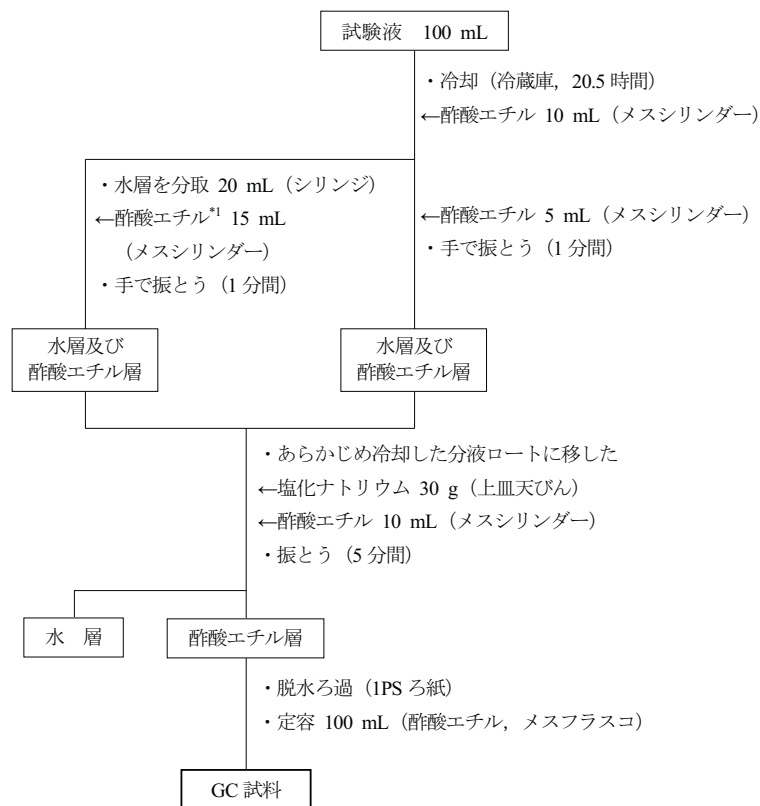 試験液 100 mL
・冷却（冷蔵庫，20.5 時間）
←酢酸エチル 10 mL（メスシリンダー）
・水層を分取 20 mL（シリンジ）
←酢酸エチル*1 15 mL
（メスシリンダー）
・手で振とう（1 分間）
←酢酸エチル 5 mL（メスシリンダー）
・手で振とう（1 分間）
水層及び
酢酸エチル層
水層及び
酢酸エチル層
・あらかじめ冷却した分液ロートに移した
←塩化ナトリウム 30 g（上皿天びん）
←酢酸エチル 10 mL（メスシリンダー）
・振とう（5 分間）
水 層
酢酸エチル層
・脱水ろ過（1PS ろ紙）
・定容 100 mL（酢酸エチル，メスフラスコ）
GC 試料